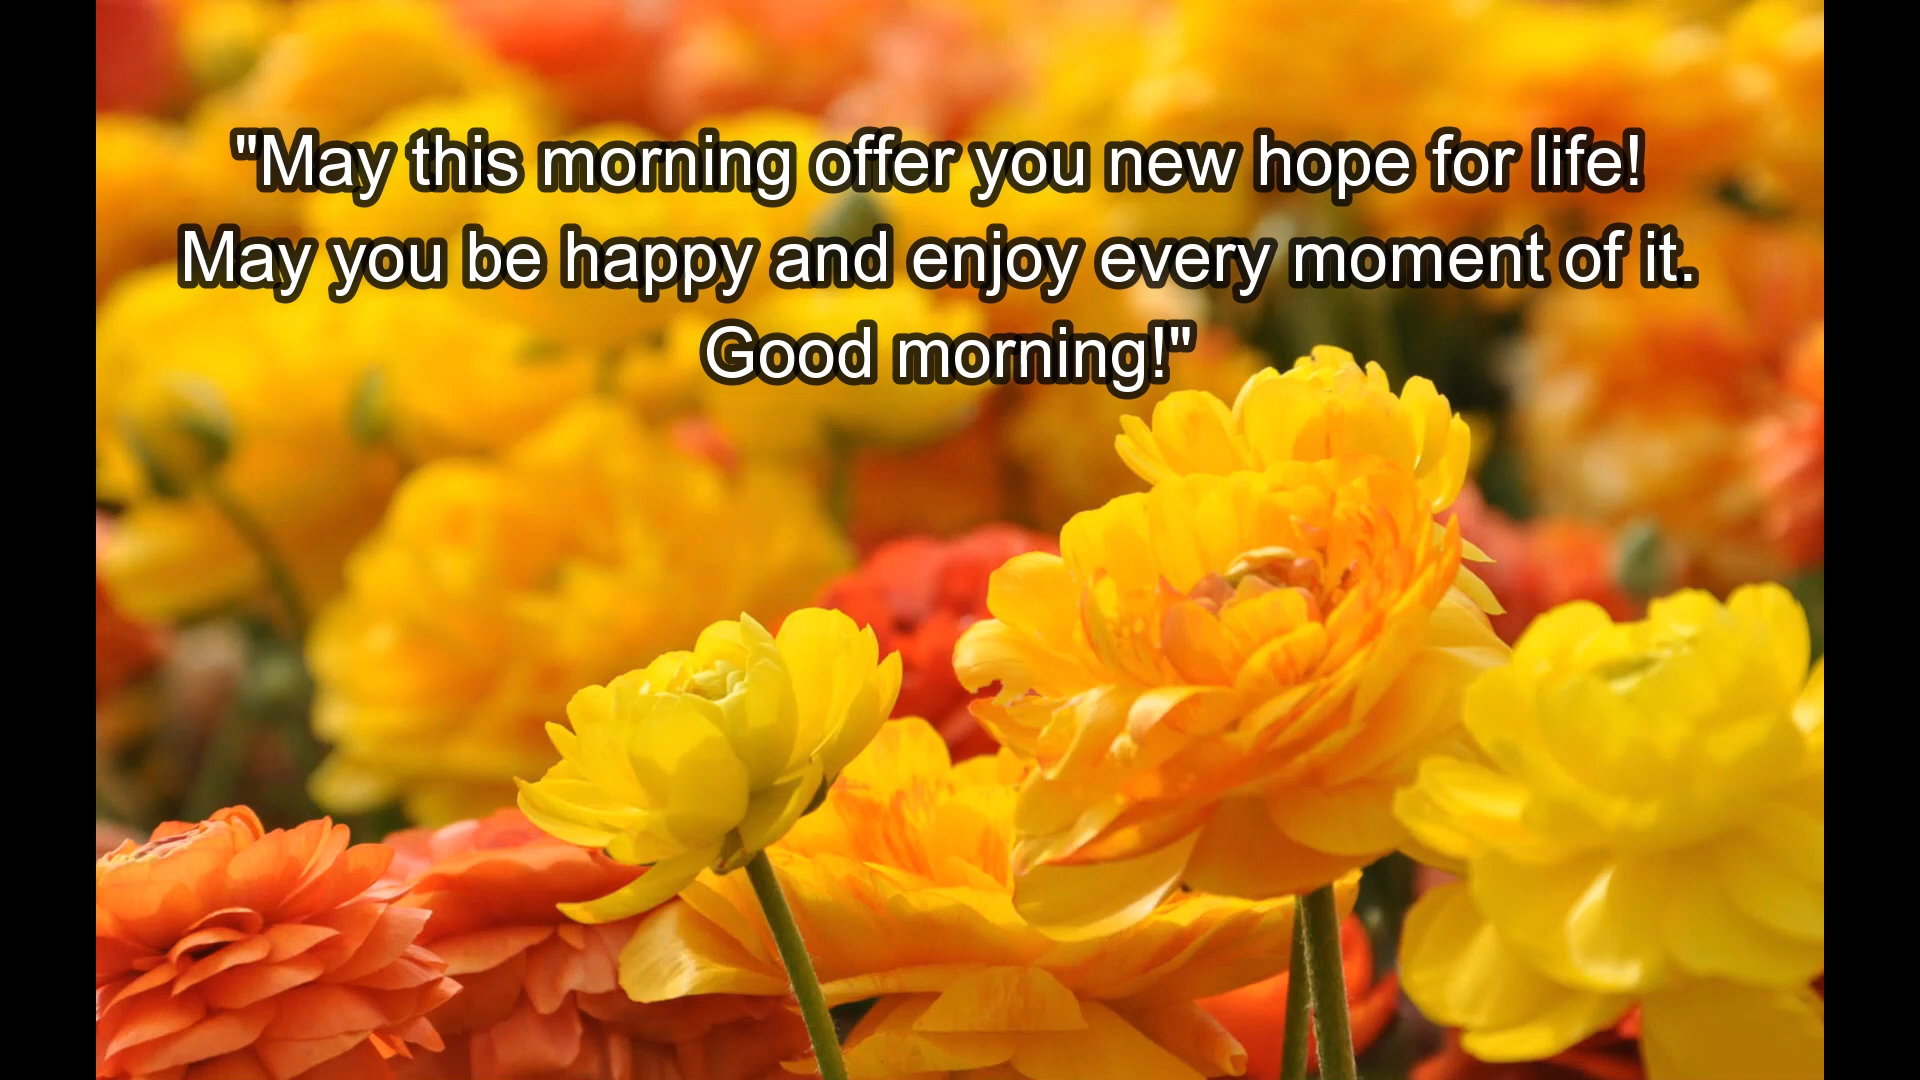 "May this morning offer you new hope for life!
May you be happy and enjoy every moment of it.
Good morning!"